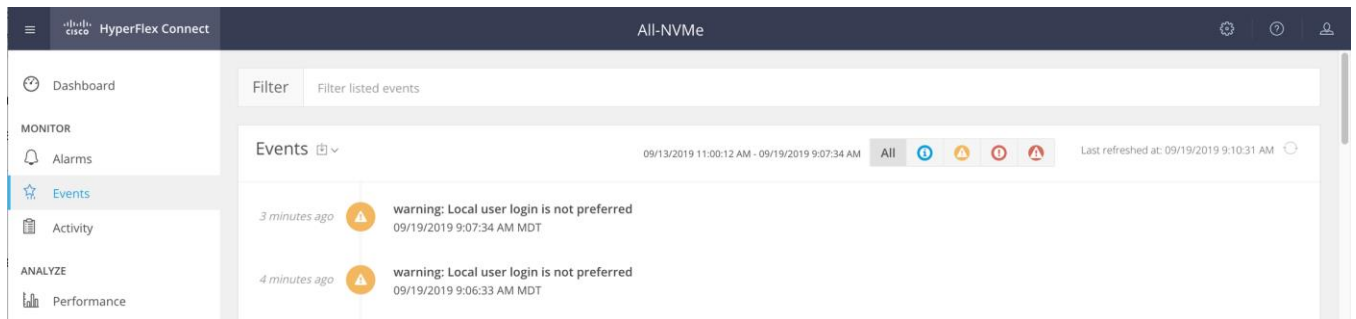 cisco HyperFlex Connect All-NVMe
Dashboard
Filter Filter listed events
MONITOR
Alarms
Events 09/13/2019 11:00:12 AM - 09/19/2019 9:07:34 AM All Last refreshed at: 09/19/2019 9:10:31 AM
Events
Activity
3 minutes ago warning: Local user login is not preferred
09/19/2019 9:07:34 AM MDT
ANALYZE
Performance
4 minutes ago warning: Local user login is not preferred
09/19/2019 9:06:33 AM MDT